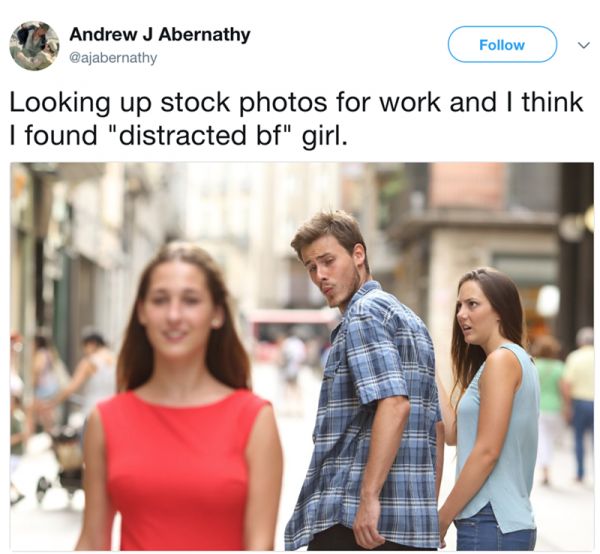 Andrew J Abernathy
@ajabernathy
Follow
Looking up stock photos for work and I think
I found "distracted bf" girl.